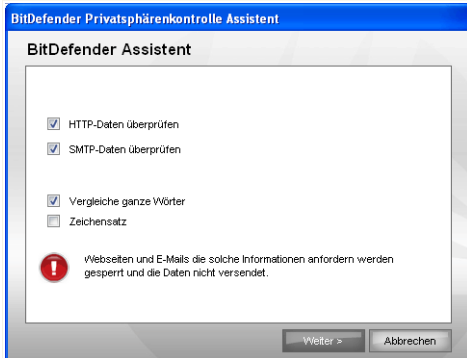 BitDefender Privatsphärenkontrolle Assistent
BitDefender Assistent
HTTP-Daten überprüfen
SMTP-Daten überprüfen
Vergleiche ganze Wörter
Zeichensatz
Webseiten und E-Mails die solche Informationen anfordern werden
gesperrt und die Daten nicht versendet.
Weiter >
Abbrechen